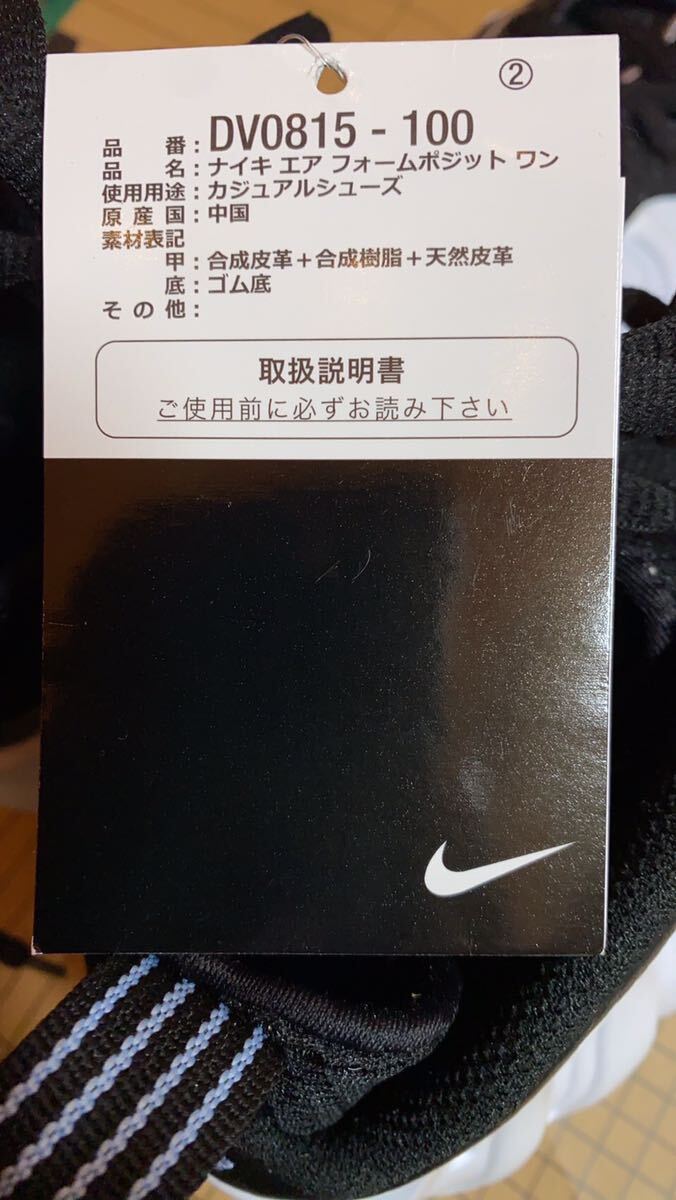 ②
品番:DV0815 - 100
品名:ナイキ エア フォームポジット ワン
使用用途:カジュアルシューズ
原産国:中国
素材表記
甲:合成皮革+合成樹脂+天然皮革
底:ゴム底
その他:
取扱説明書
ご使用前に必ずお読み下さい